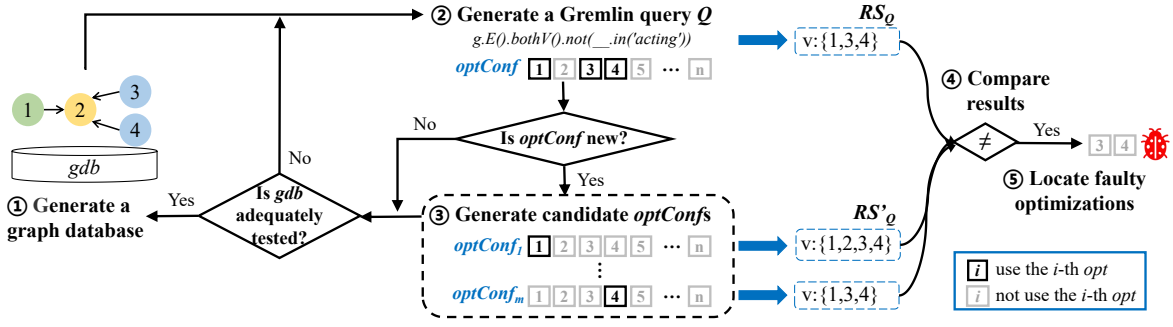 ② Generate a Gremlin query Q
g.E().bothV().not(__.in('acting'))
optConf 1 2 3 4 5 ··· n
RS_Q
v:{1,3,4}
1 2 3 4
gdb
① Generate a
graph database
No
Is optConf new?
Yes
Yes
Is gdb
adequately
tested?
No
③ Generate candidate optConfs
optConf_1 1 2 3 4 5 ··· n
⋮
optConf_m 1 2 3 4 5 ··· n
RS'_Q
v:{1,2,3,4}
v:{1,3,4}
④ Compare
results
≠
Yes
3 4
⑤ Locate faulty
optimizations
i use the i-th opt
i not use the i-th opt